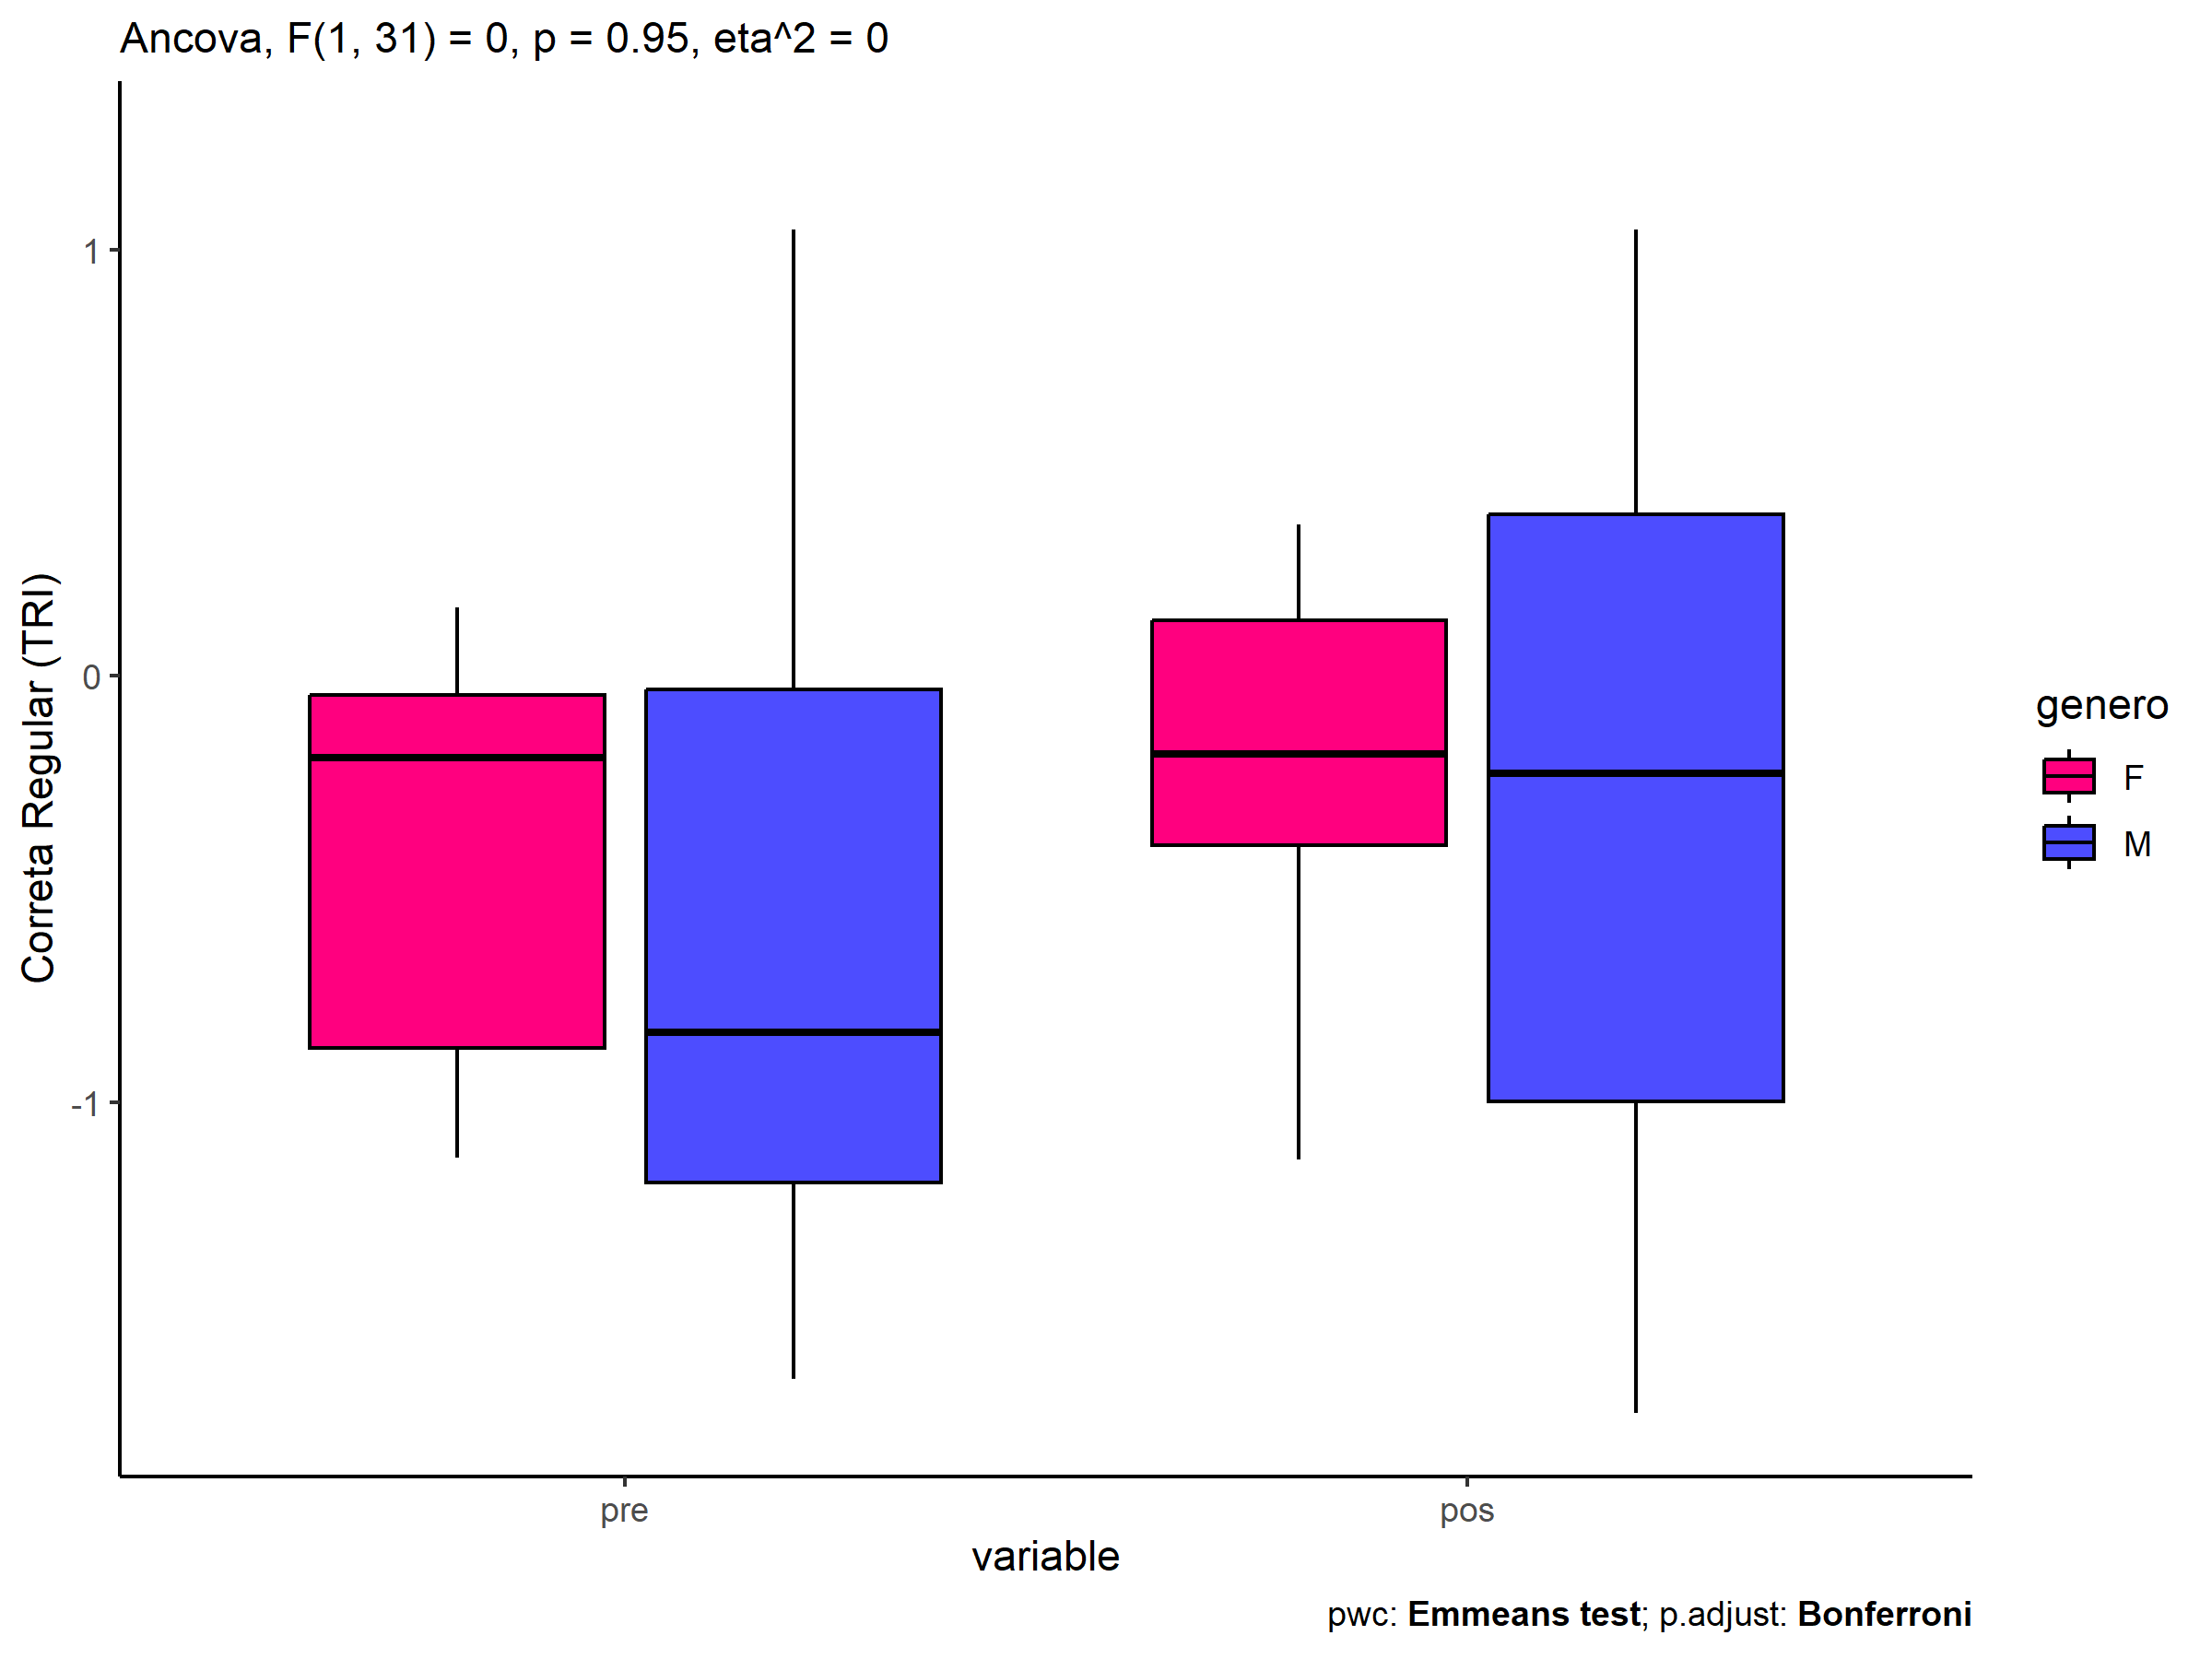 Ancova, F(1, 31) = 0, p = 0.95, eta^2 = 0
Correta Regular (TRI)
1
0
-1
pre
pos
variable
genero
F
M
pwc: Emmeans test; p.adjust: Bonferroni